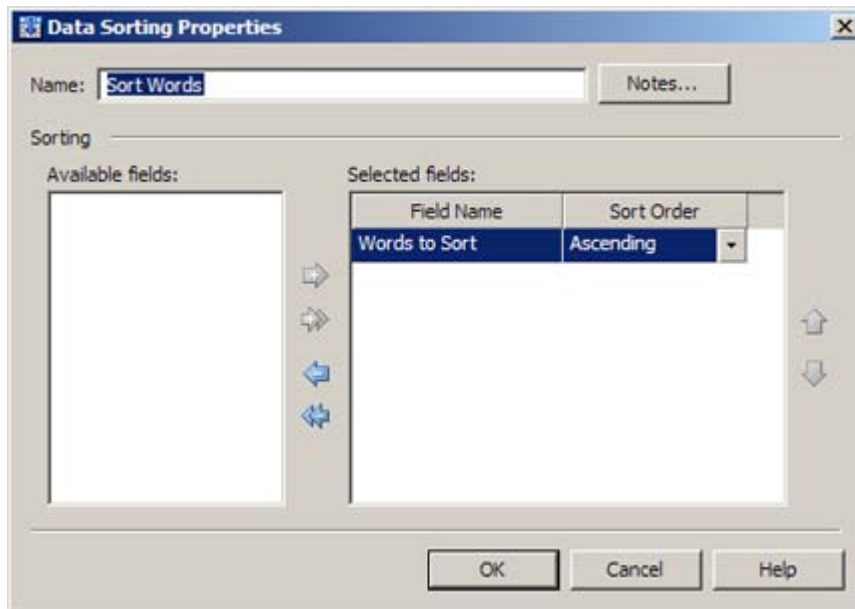 Data Sorting Properties
Name: Sort Words Notes...
Sorting
Available fields: Selected fields:
Field Name Sort Order
Words to Sort Ascending
OK Cancel Help